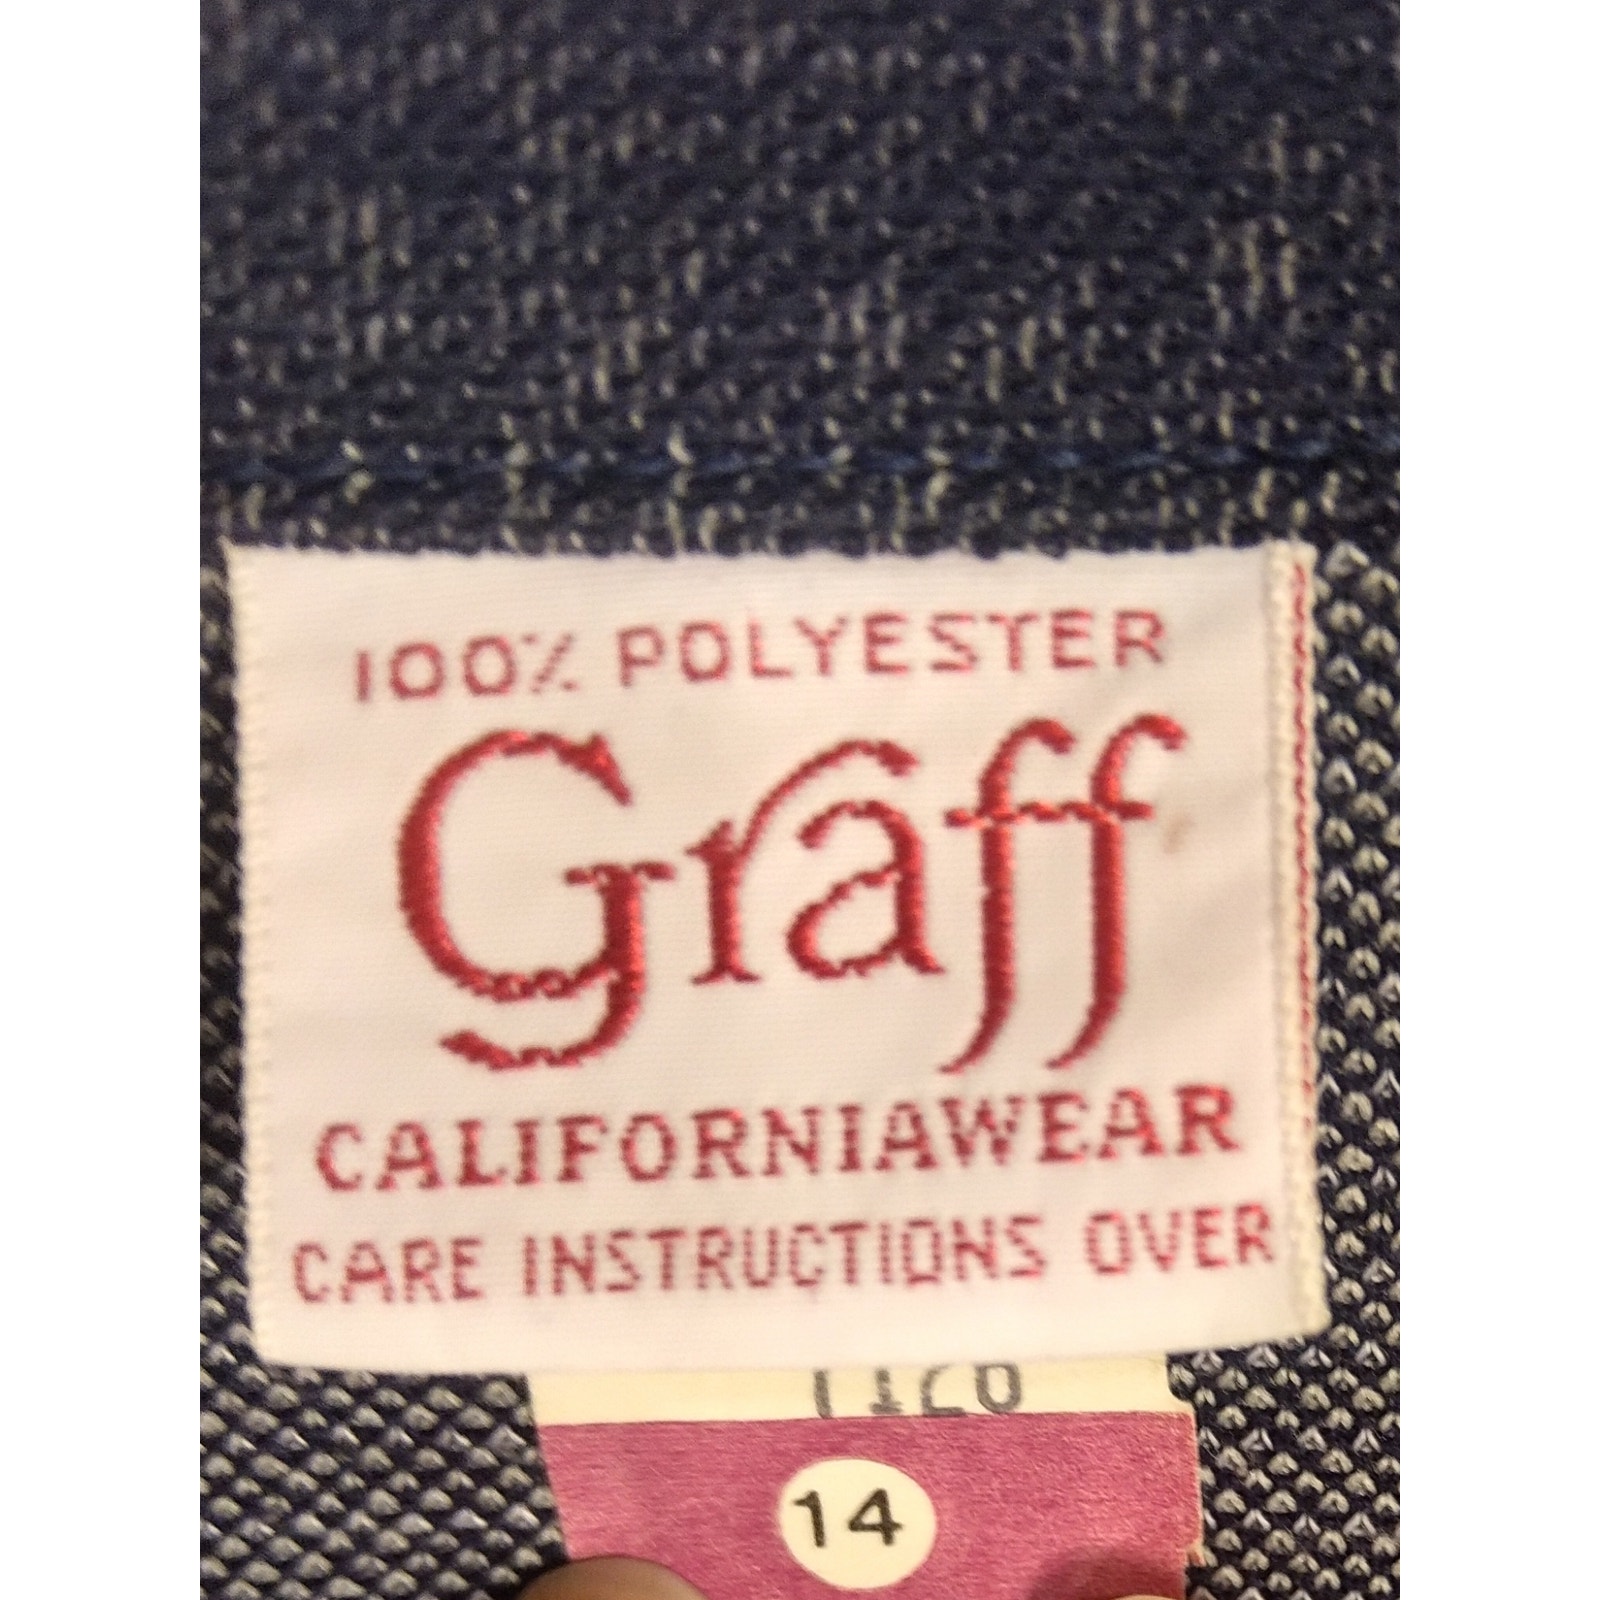 100% POLYESTER
Graff
CALIFORNIAWEAR
CARE INSTRUCTIONS OVER
14